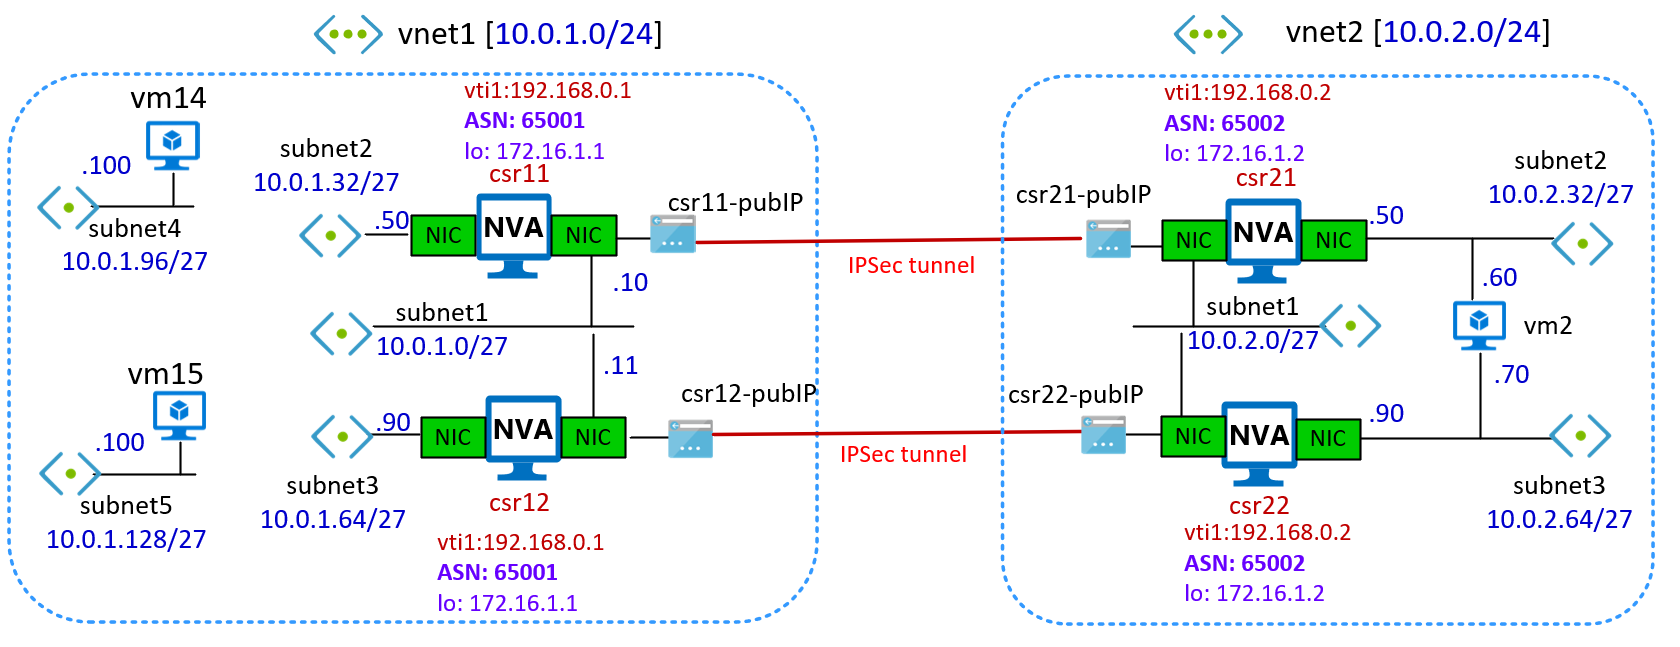 vnet1 [10.0.1.0/24]
vnet2 [10.0.2.0/24]
vm14
.100
subnet4
10.0.1.96/27
vm15
.100
subnet5
10.0.1.128/27
subnet2
10.0.1.32/27
.50
vti1:192.168.0.1
ASN: 65001
lo: 172.16.1.1
csr11
NIC
NVA
NIC
csr11-pubIP
.10
subnet1
10.0.1.0/27
.11
csr12-pubIP
.90
NIC
NVA
NIC
subnet3
10.0.1.64/27
csr12
vti1:192.168.0.1
ASN: 65001
lo: 172.16.1.1
IPSec tunnel
IPSec tunnel
vti1:192.168.0.2
ASN: 65002
lo: 172.16.1.2
csr21
csr21-pubIP
NIC
NVA
NIC
.50
subnet2
10.0.2.32/27
.60
subnet1
10.0.2.0/27
vm2
.70
csr22-pubIP
NIC
NVA
NIC
.90
subnet3
10.0.2.64/27
csr22
vti1:192.168.0.2
ASN: 65002
lo: 172.16.1.2